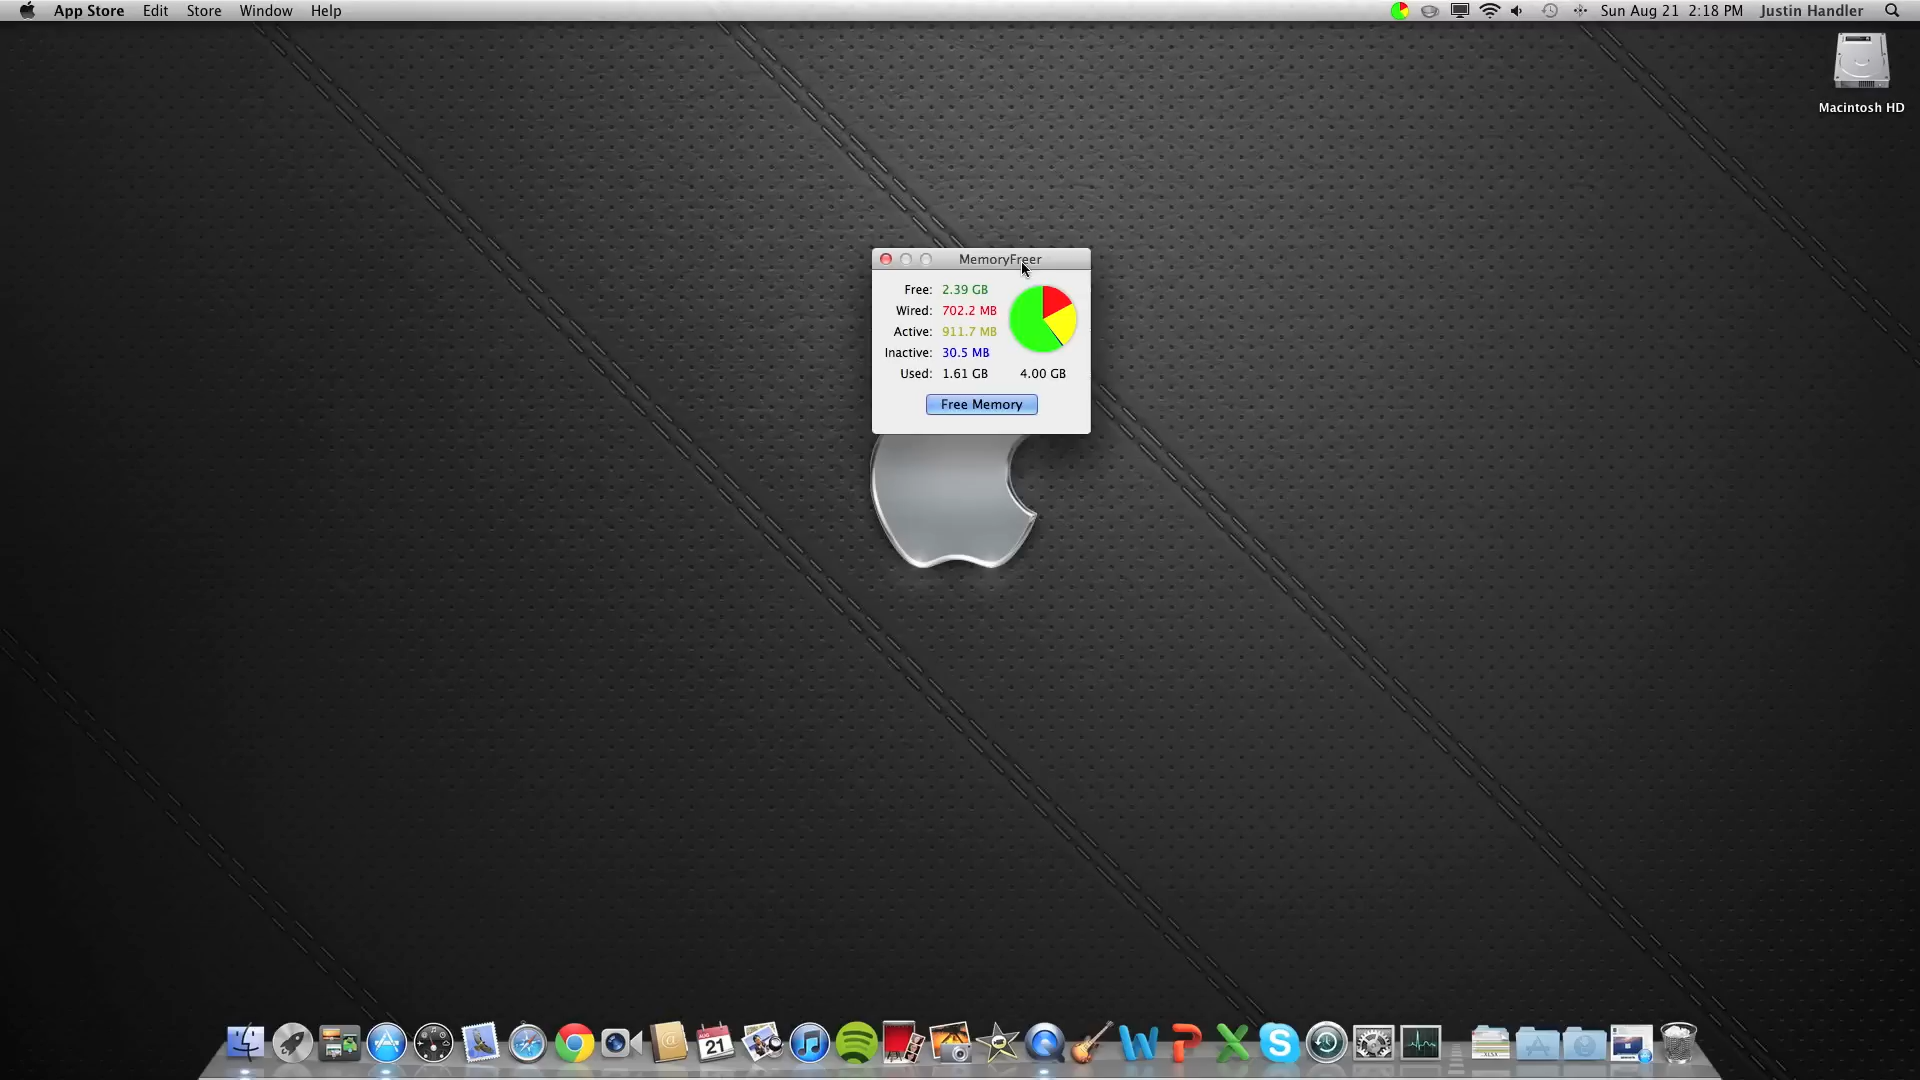 App Store Edit Store Window Help Sun Aug 21 2:18 PM Justin Handler
Macintosh HD
MemoryFreer
Free: 2.39 GB
Wired: 702.2 MB
Active: 911.7 MB
Inactive: 30.5 MB
Used: 1.61 GB 4.00 GB
Free Memory
21